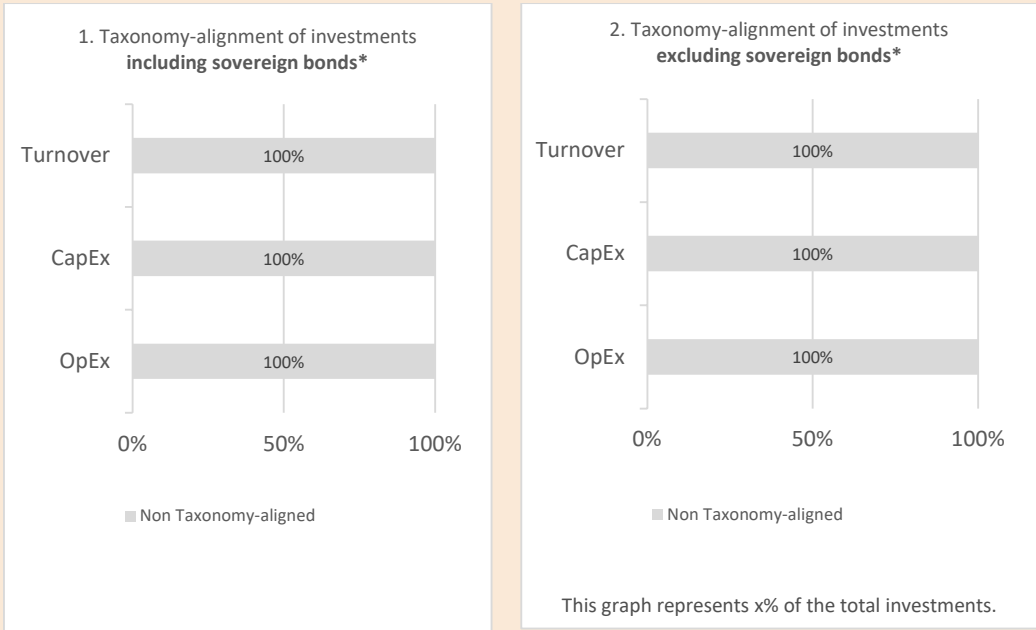 1. Taxonomy-alignment of investments
including sovereign bonds*
Turnover
100%
CapEx
100%
OpEx
100%
0% 50% 100%
Non Taxonomy-aligned
2. Taxonomy-alignment of investments
excluding sovereign bonds*
Turnover
100%
CapEx
100%
OpEx
100%
0% 50% 100%
Non Taxonomy-aligned
This graph represents x% of the total investments.